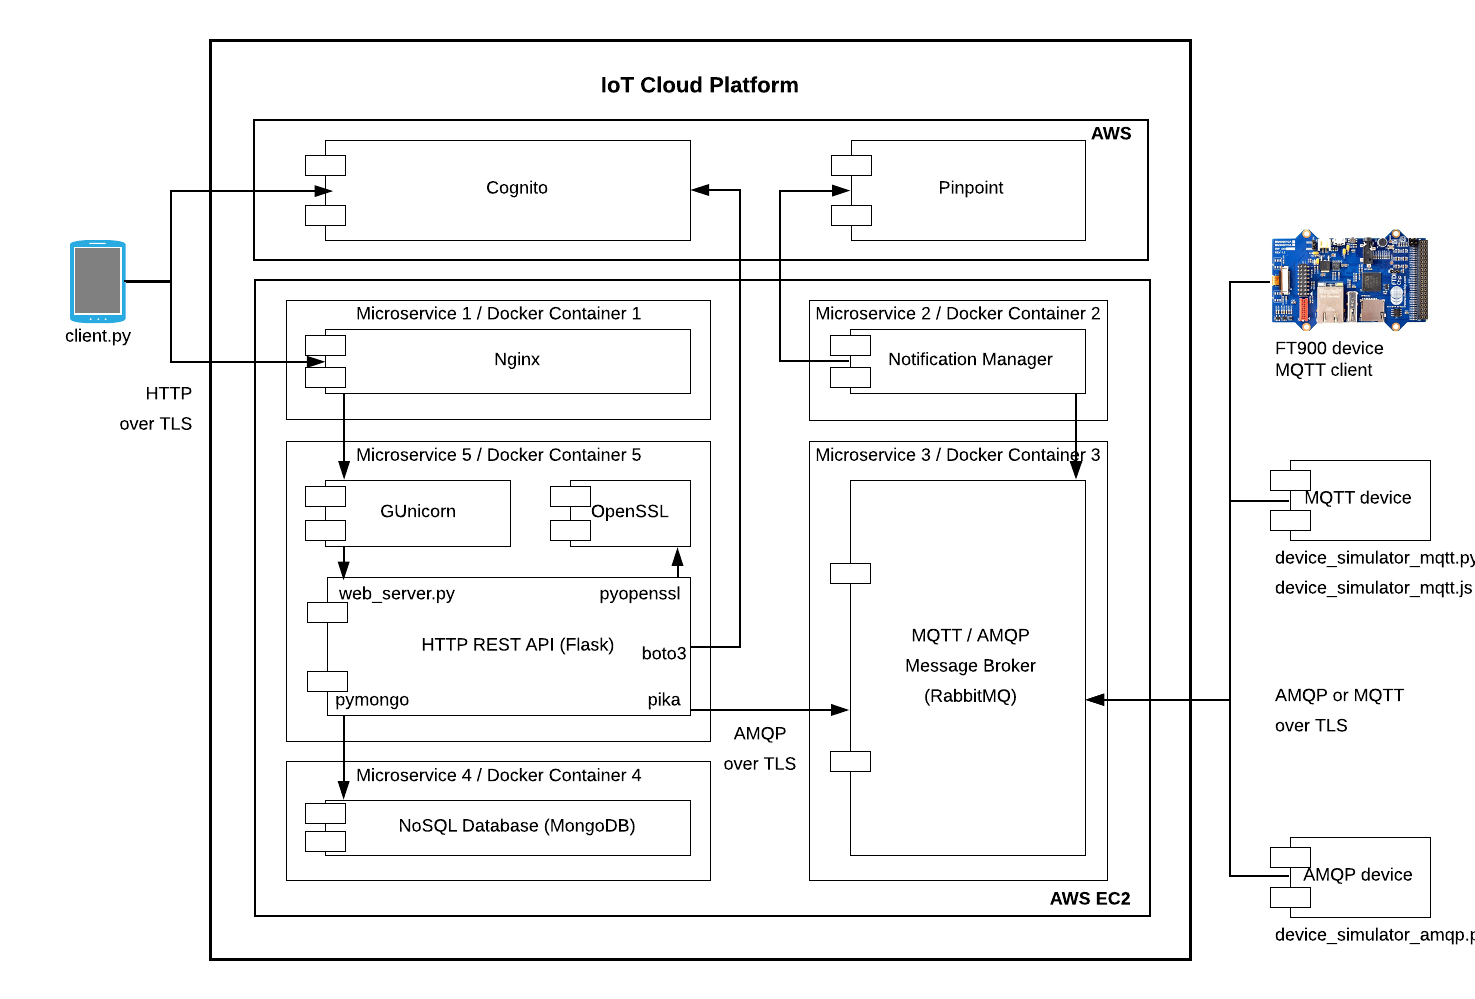 IoT Cloud Platform
AWS
Cognito
Pinpoint
client.py
HTTP
over TLS
Microservice 1 / Docker Container 1
Nginx
Microservice 2 / Docker Container 2
Notification Manager
Microservice 5 / Docker Container 5
GUnicorn
OpenSSL
web_server.py
pyopenssl
HTTP REST API (Flask)
boto3
pymongo
pika
AMQP
over TLS
Microservice 3 / Docker Container 3
MQTT / AMQP
Message Broker
(RabbitMQ)
Microservice 4 / Docker Container 4
NoSQL Database (MongoDB)
AWS EC2
FT900 device
MQTT client
MQTT device
device_simulator_mqtt.py
device_simulator_mqtt.js
AMQP or MQTT
over TLS
AMQP device
device_simulator_amqp.p